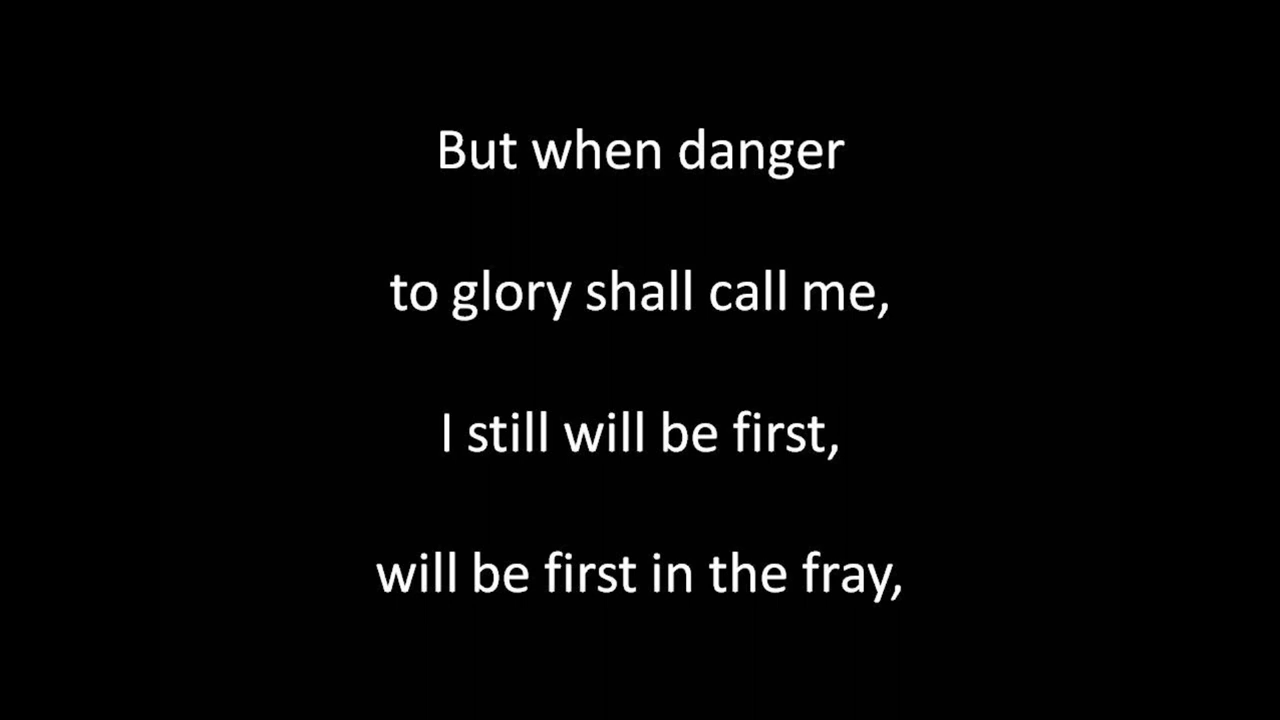 But when danger
to glory shall call me,
I still will be first,
will be first in the fray,